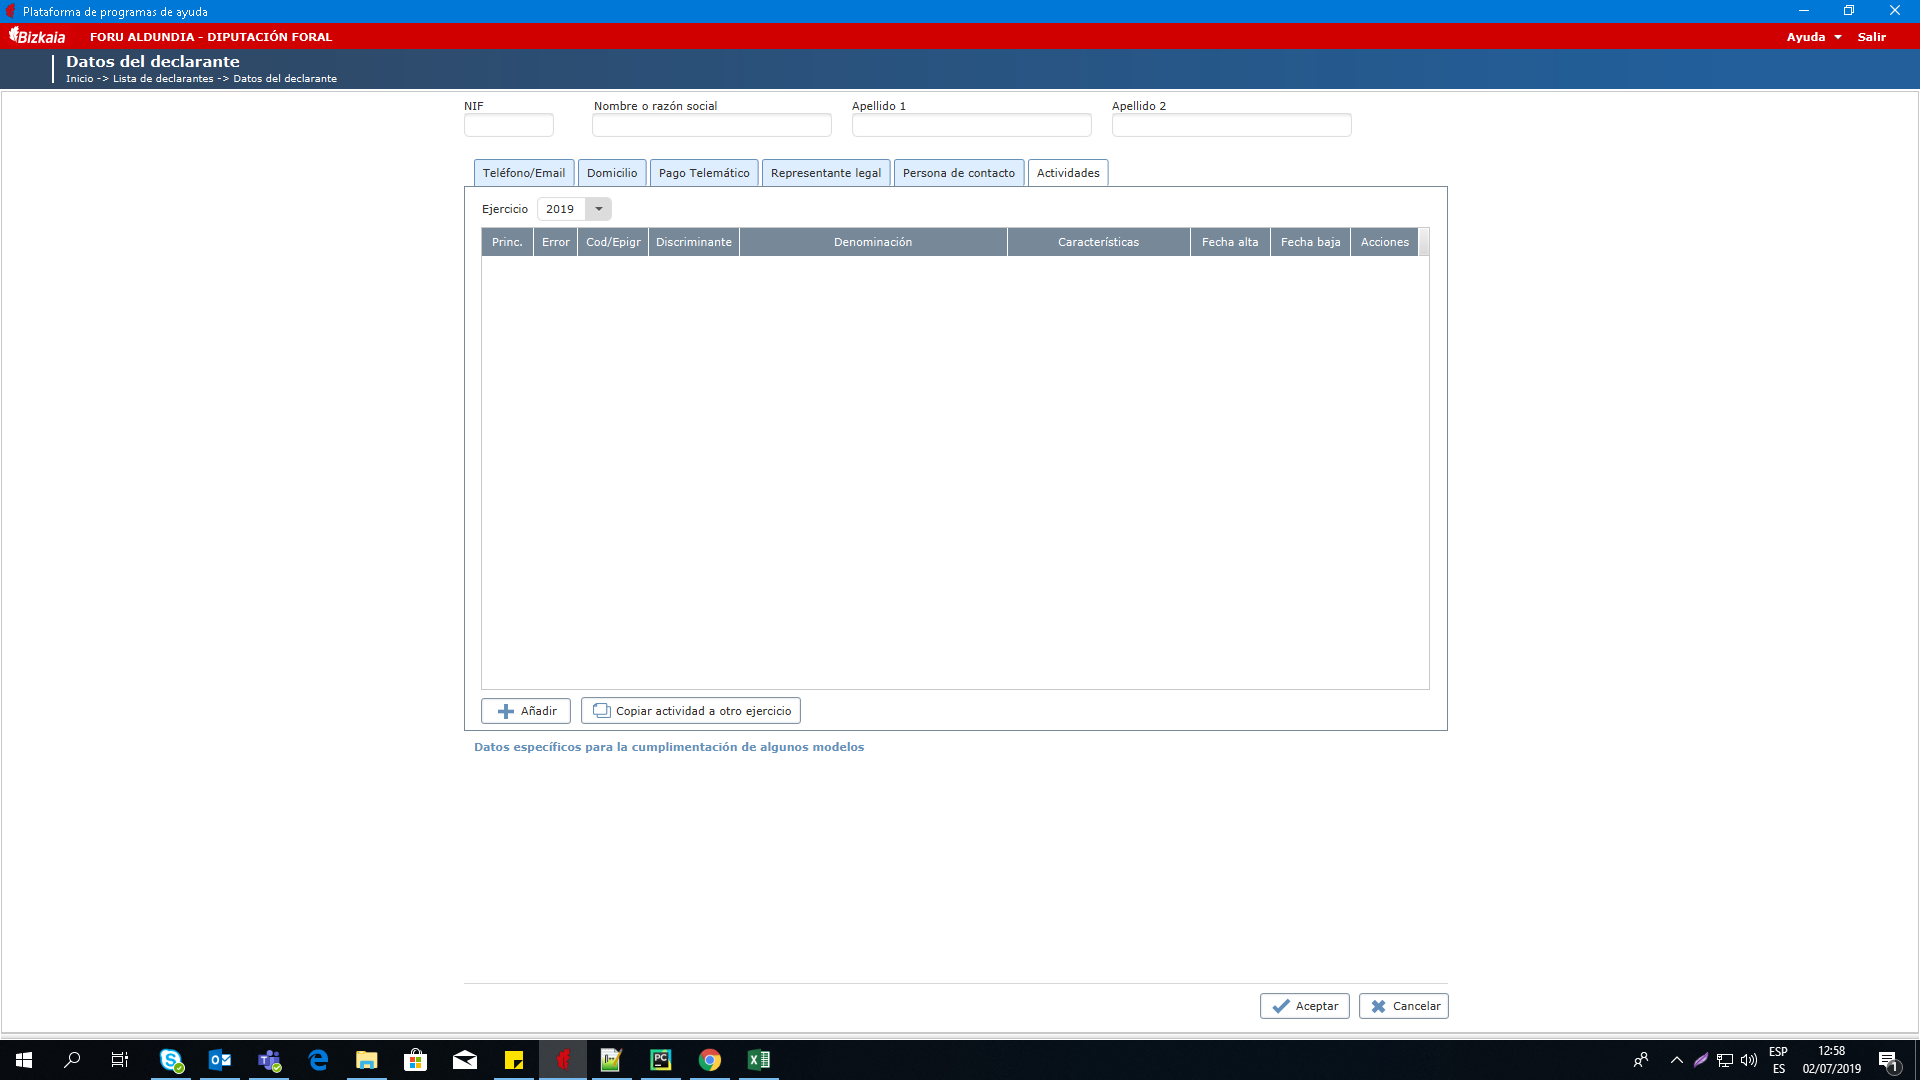 Plataforma de programas de ayuda
Bizkaia FORU ALDUNDIA - DIPUTACIÓN FORAL Ayuda Salir
Datos del declarante
Inicio -> Lista de declarantes -> Datos del declarante
NIF Nombre o razón social Apellido 1 Apellido 2
Teléfono/Email Domicilio Pago Telemático Representante legal Persona de contacto Actividades
Ejercicio 2019
Princ. Error Cod/Epigr Discriminante Denominación Características Fecha alta Fecha baja Acciones
Añadir Copiar actividad a otro ejercicio
Datos específicos para la cumplimentación de algunos modelos
Aceptar Cancelar
ESP 12:58
ES 02/07/2019 1